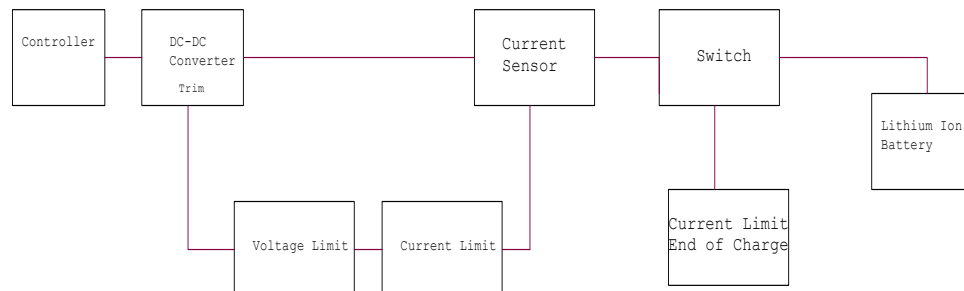 Controller
DC-DC
Converter
Trim
Current
Sensor
Switch
Lithium Ion
Battery
Voltage Limit
Current Limit
Current Limit
End of Charge